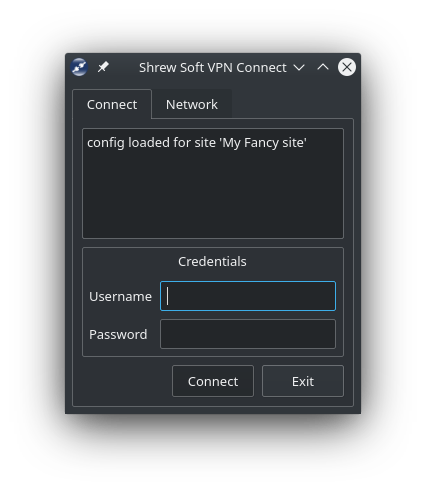 Shrew Soft VPN Connect
Connect
Network
config loaded for site 'My Fancy site'
Credentials
Username
Password
Connect
Exit